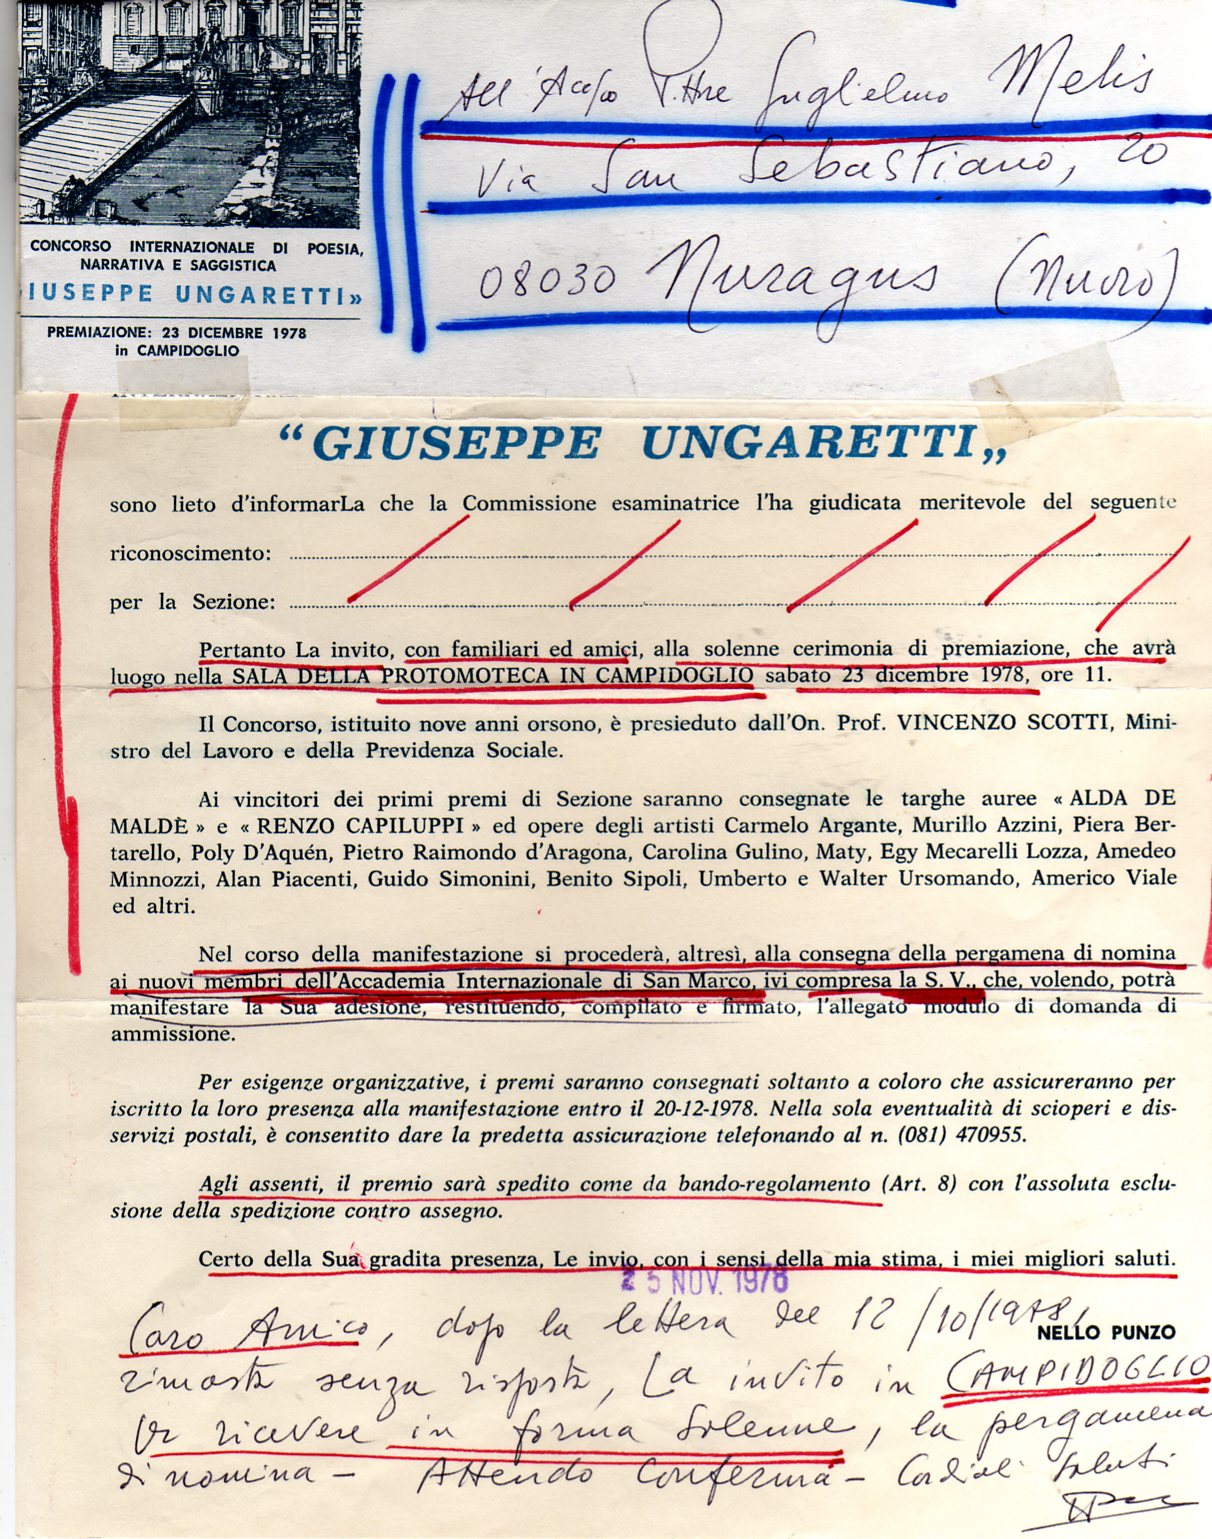 All'
Pittore Guglielmo Melis
Via San Sebastiano, 20
08030 Nuragus (Nuoro)
CONCORSO INTERNAZIONALE DI POESIA,
NARRATIVA E SAGGISTICA
IUSEPPE UNGARETTI»
PREMIAZIONE: 23 DICEMBRE 1978
in CAMPIDOGLIO
“GIUSEPPE UNGARETTI„
sono lieto d'informarLa che la Commissione esaminatrice l'ha giudicata meritevole del seguente
riconoscimento:
per la Sezione:
Pertanto La invito, con familiari ed amici, alla solenne cerimonia di premiazione, che avrà
luogo nella SALA DELLA PROTOMOTECA IN CAMPIDOGLIO sabato 23 dicembre 1978, ore 11.
Il Concorso, istituito nove anni orsono, è presieduto dall'On. Prof. VINCENZO SCOTTI, Mini-
stro del Lavoro e della Previdenza Sociale.
Ai vincitori dei primi premi di Sezione saranno consegnate le targhe auree « ALDA DE
MALDÈ » e « RENZO CAPILUPPI » ed opere degli artisti Carmelo Argante, Murillo Azzini, Piera Ber-
tarello, Poly D'Aquén, Pietro Raimondo d'Aragona, Carolina Gulino, Maty, Egy Mecarelli Lozza, Amedeo
Minnozzi, Alan Piacenti, Guido Simonini, Benito Sipoli, Umberto e Walter Ursomando, Americo Viale
ed altri.
Nel corso della manifestazione si procederà, altresì, alla consegna della pergamena di nomina
ai nuovi membri dell'Accademia Internazionale di San Marco, ivi compresa la S. V., che, volendo, potrà
manifestare la Sua adesione, restituendo, compilato e firmato, l'allegato modulo di domanda di
ammissione.
Per esigenze organizzative, i premi saranno consegnati soltanto a coloro che assicureranno per
iscritto la loro presenza alla manifestazione entro il 20-12-1978. Nella sola eventualità di scioperi e dis-
servizi postali, è consentito dare la predetta assicurazione telefonando al n. (081) 470955.
Agli assenti, il premio sarà spedito come da bando-regolamento (Art. 8) con l'assoluta esclu-
sione della spedizione contro assegno.
Certo della Sua gradita presenza, Le invio, con i sensi della mia stima, i miei migliori saluti.
25 NOV. 1978
NELLO PUNZO
Caro Amico, dopo la lettera del 12/10/1978,
rimasta senza risposta, La invito in CAMPIDOGLIO
per ricevere in forma solenne, la pergamena
di nomina – Attendo conferma – Cordiali saluti